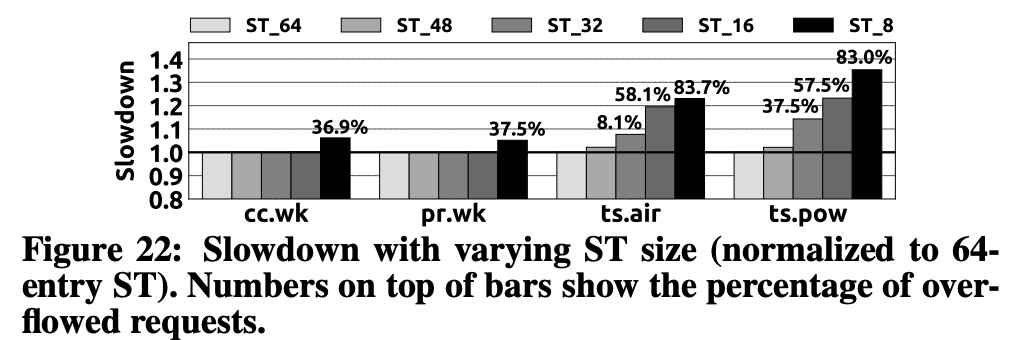 ST_64 ST_48 ST_32 ST_16 ST_8
Slowdown
1.4
1.3
1.2
1.1
1.0
0.9
0.8
36.9%
37.5%
8.1%
58.1%
83.7%
37.5%
57.5%
83.0%
cc.wk pr.wk ts.air ts.pow
Figure 22: Slowdown with varying ST size (normalized to 64-
entry ST). Numbers on top of bars show the percentage of over-
flowed requests.